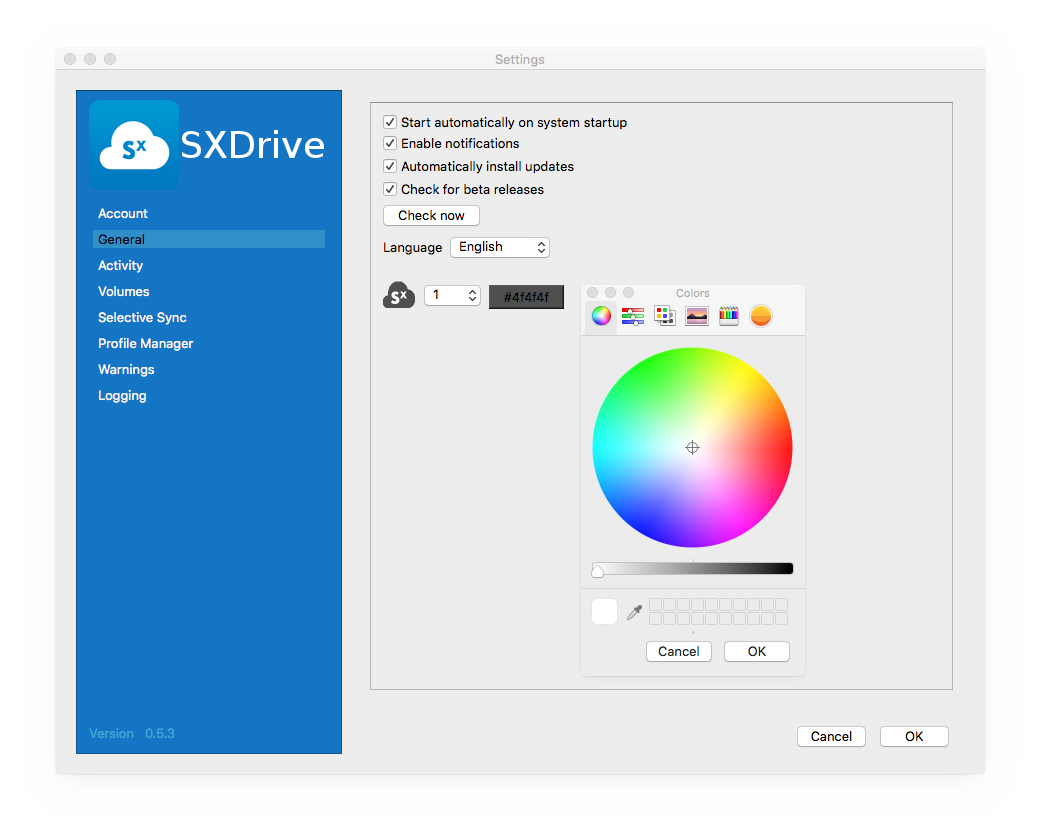 Settings
Sx
SXDrive
Account
General
Activity
Volumes
Selective Sync
Profile Manager
Warnings
Logging
Version 0.5.3
Start automatically on system startup
Enable notifications
Automatically install updates
Check for beta releases
Check now
Language English
Sx 1 #4f4f4f
Colors
Cancel OK
Cancel OK